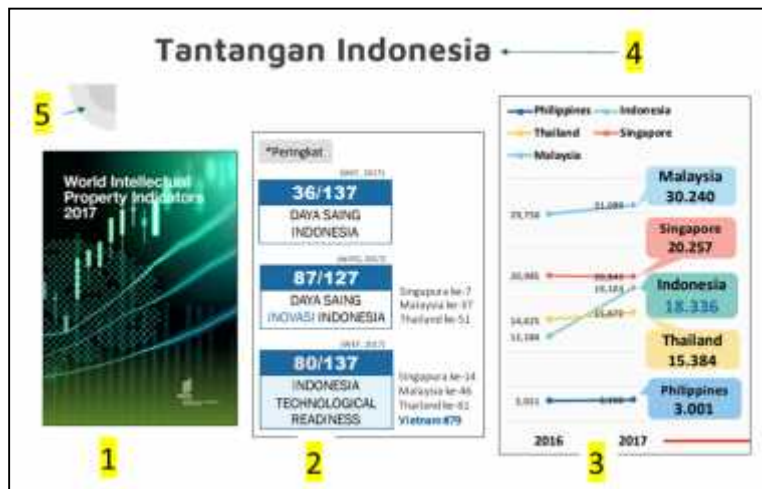 Tantangan Indonesia
4
5
World Intellectual
Property Indicators
2017
1
*Peringkat
36/137
DAYA SAING
INDONESIA
87/127
DAYA SAING
INOVASI INDONESIA
Singapura ke-7
Malaysia ke-37
Thailand ke-51
(WEF, 2017)
80/137
INDONESIA
TECHNOLOGICAL
READINESS
Singapura ke-14
Malaysia ke-46
Thailand ke-61
Vietnam #79
2
Philippines
Indonesia
Thailand
Singapore
Malaysia
Malaysia
30.240
Singapore
20.257
Indonesia
18.336
Thailand
15.384
Philippines
3.001
2016
2017
3